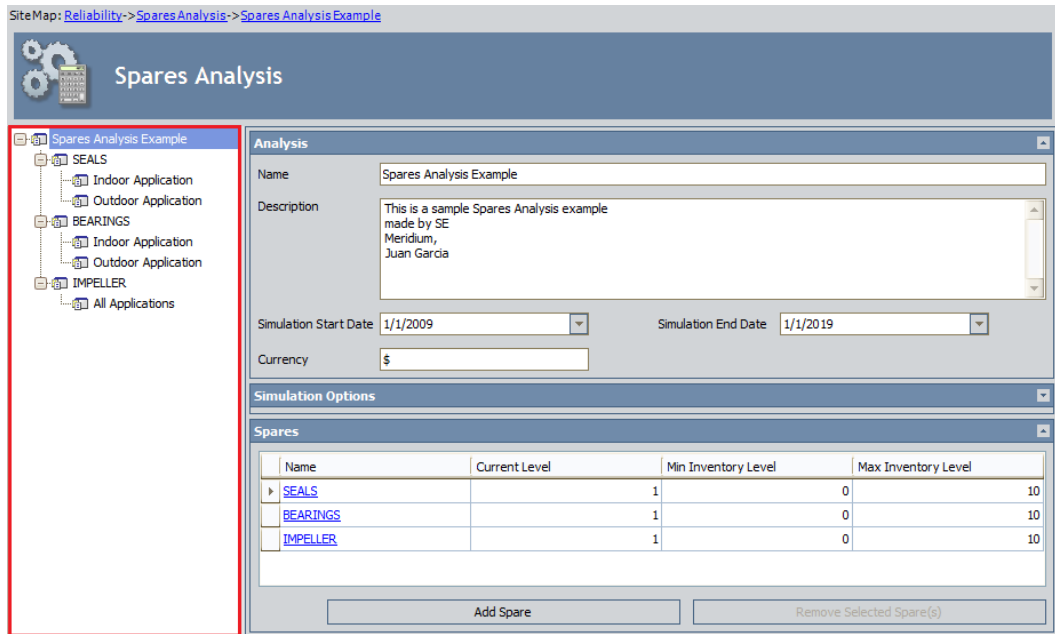 SiteMap: Reliability->Spares Analysis->Spares Analysis Example
Spares Analysis
Spares Analysis Example
SEALS
Indoor Application
Outdoor Application
BEARINGS
Indoor Application
Outdoor Application
IMPELLER
All Applications
Analysis
Name Spares Analysis Example
Description This is a sample Spares Analysis example
made by SE
Meridium,
Juan Garcia
Simulation Start Date 1/1/2009 Simulation End Date 1/1/2019
Currency $
Simulation Options
Spares
Name Current Level Min Inventory Level Max Inventory Level
SEALS 1 0 10
BEARINGS 1 0 10
IMPELLER 1 0 10
Add Spare Remove Selected Spare(s)